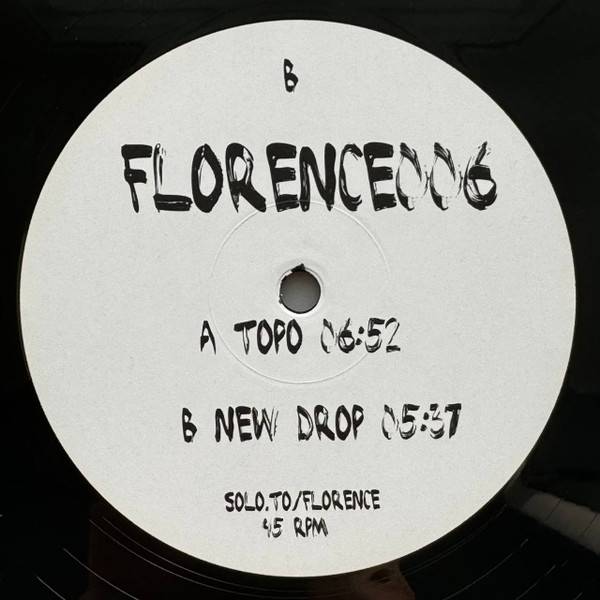 B
FLORENCE006
A TOPO 06:52
B NEW DROP 05:37
SOLO.TO/FLORENCE
45 RPM